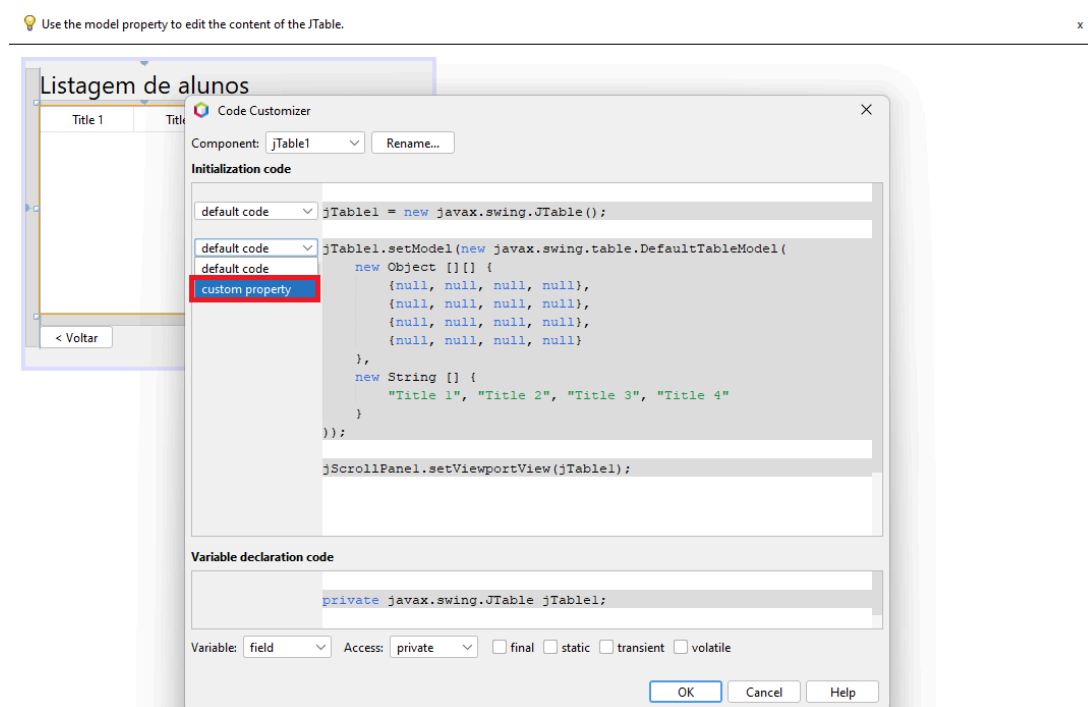 Use the model property to edit the content of the JTable.
x
Listagem de alunos
Title 1
Title
< Voltar
Code Customizer
Component: jTable1 Rename...
Initialization code
default code jTable1 = new javax.swing.JTable();
default code jTable1.setModel(new javax.swing.table.DefaultTableModel(
default code new Object [][] {
custom property {null, null, null, null},
{null, null, null, null},
{null, null, null, null},
{null, null, null, null}
},
new String [] {
"Title 1", "Title 2", "Title 3", "Title 4"
}
));
jScrollPane1.setViewportView(jTable1);
Variable declaration code
private javax.swing.JTable jTable1;
Variable: field Access: private final static transient volatile
OK Cancel Help